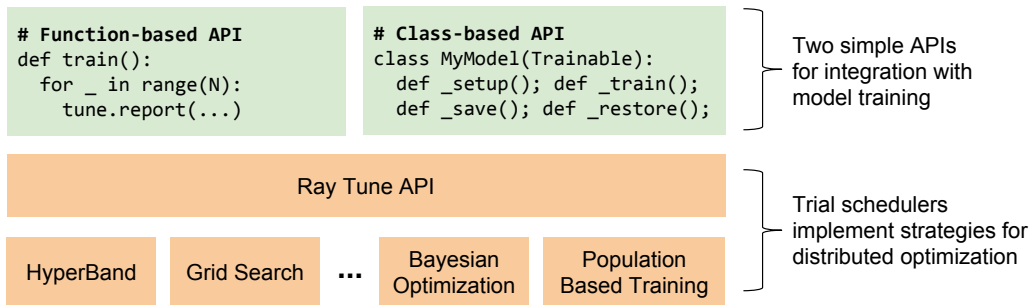 # Function-based API
def train():
  for _ in range(N):
    tune.report(...)
# Class-based API
class MyModel(Trainable):
  def _setup(); def _train();
  def _save(); def _restore();
Two simple APIs
for integration with
model training
Ray Tune API
Trial schedulers
implement strategies for
distributed optimization
HyperBand
Grid Search
...
Bayesian
Optimization
Population
Based Training